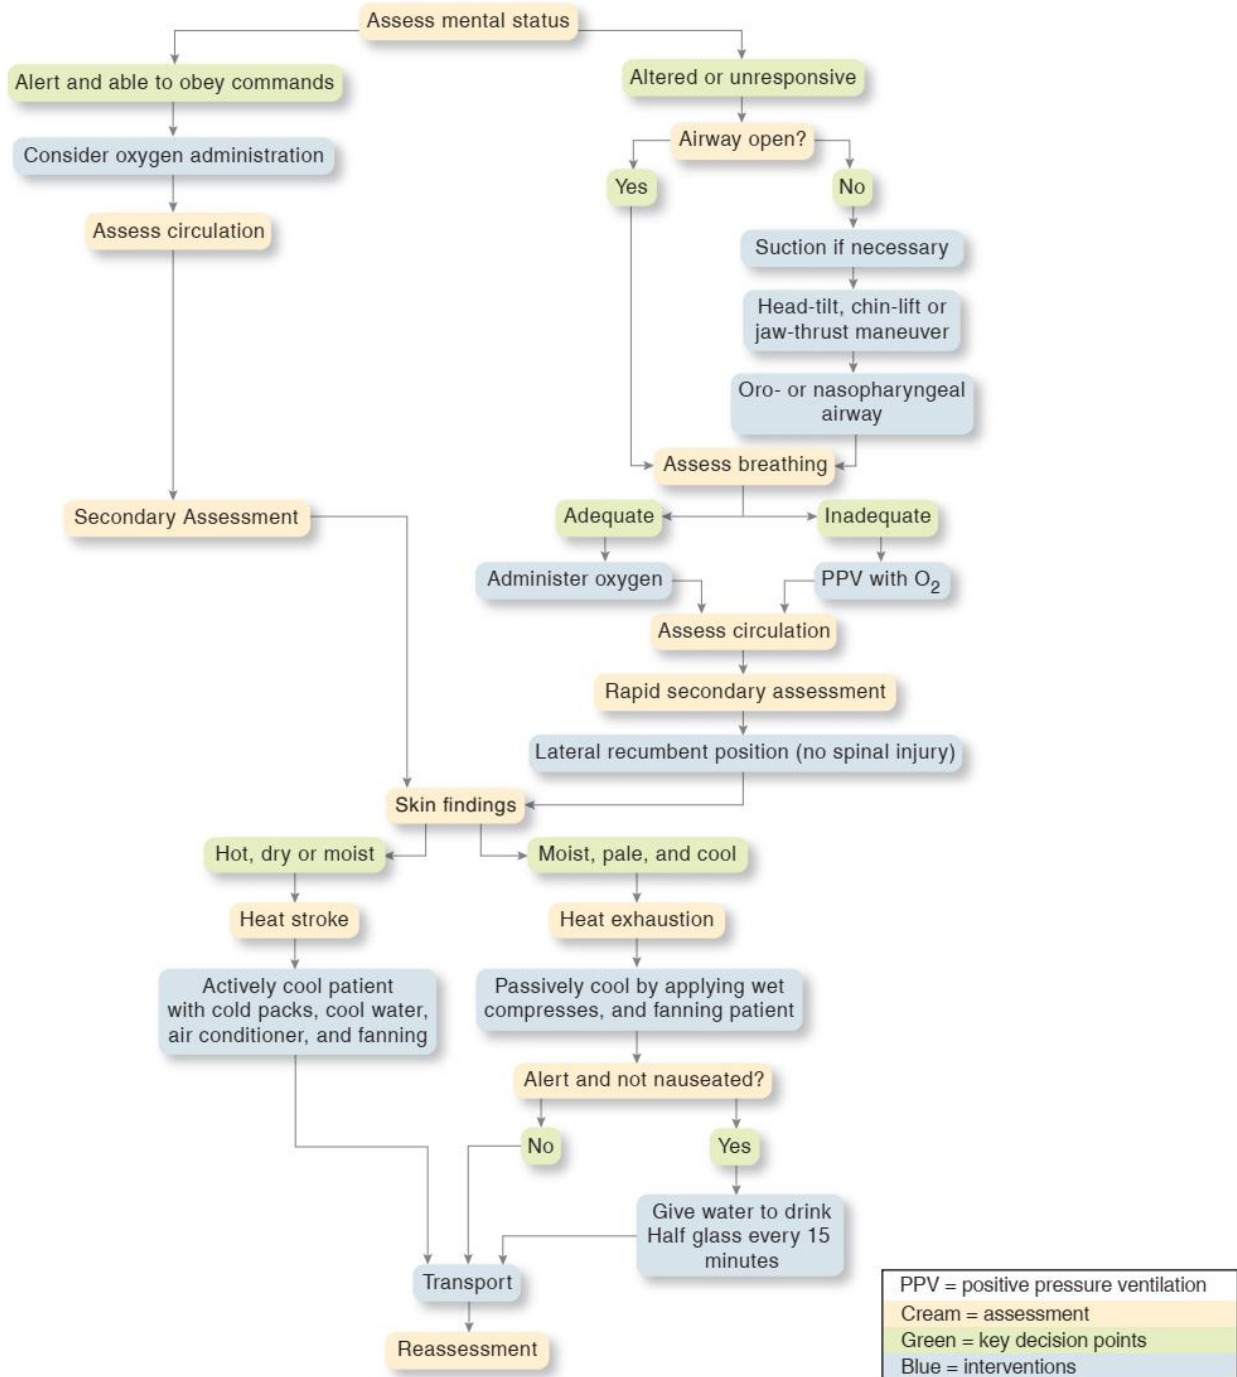 Assess mental status
Alert and able to obey commands
Altered or unresponsive
Consider oxygen administration
Airway open?
Yes
No
Assess circulation
Suction if necessary
Head-tilt, chin-lift or
jaw-thrust maneuver
Oro- or nasopharyngeal
airway
Assess breathing
Secondary Assessment
Adequate
Inadequate
Administer oxygen
PPV with O2
Assess circulation
Rapid secondary assessment
Lateral recumbent position (no spinal injury)
Skin findings
Hot, dry or moist
Moist, pale, and cool
Heat stroke
Heat exhaustion
Actively cool patient
with cold packs, cool water,
air conditioner, and fanning
Passively cool by applying wet
compresses, and fanning patient
Alert and not nauseated?
No
Yes
Give water to drink
Half glass every 15
minutes
Transport
Reassessment
PPV = positive pressure ventilation
Cream = assessment
Green = key decision points
Blue = interventions